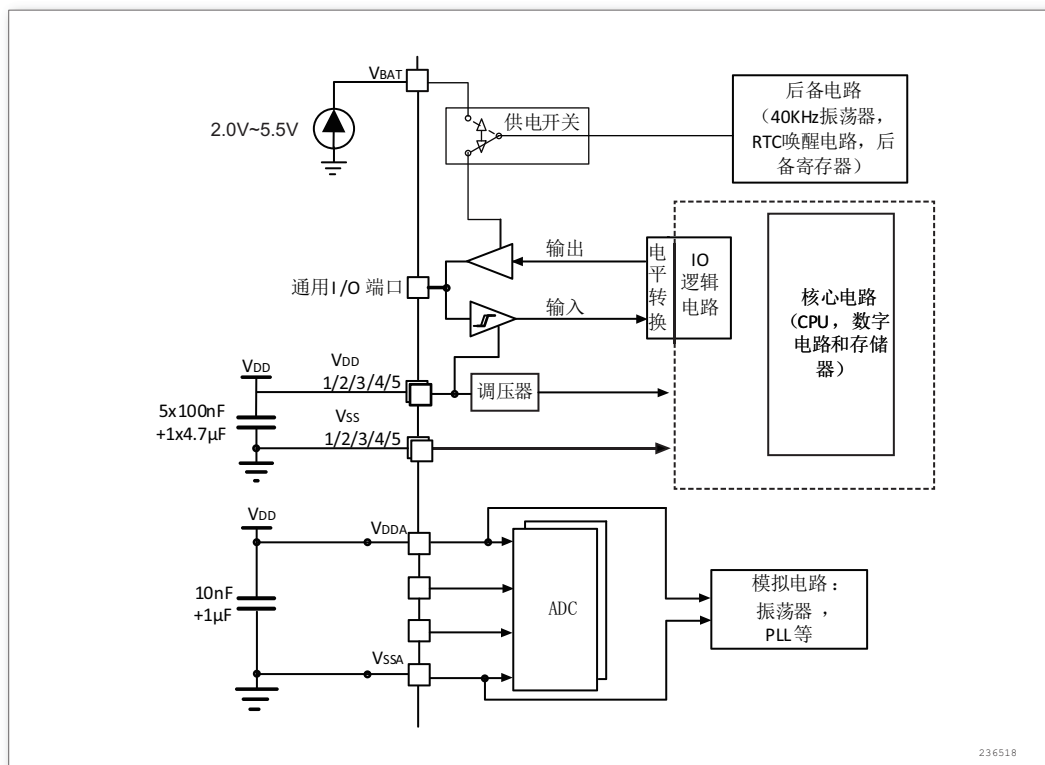 VBAT
2.0V~5.5V
供电开关
后备电路
（40KHz振荡器，
RTC唤醒电路，后
备寄存器）
输出
通用I/O 端口
输入
电平转换
IO
逻辑
电路
核心电路
（CPU，数字
电路和存储
器）
VDD
VDD
1/2/3/4/5
调压器
5x100nF
+1x4.7μF
VSS
1/2/3/4/5
VDD
VDDA
10nF
+1μF
ADC
模拟电路：
振荡器，
PLL等
VSSA
236518